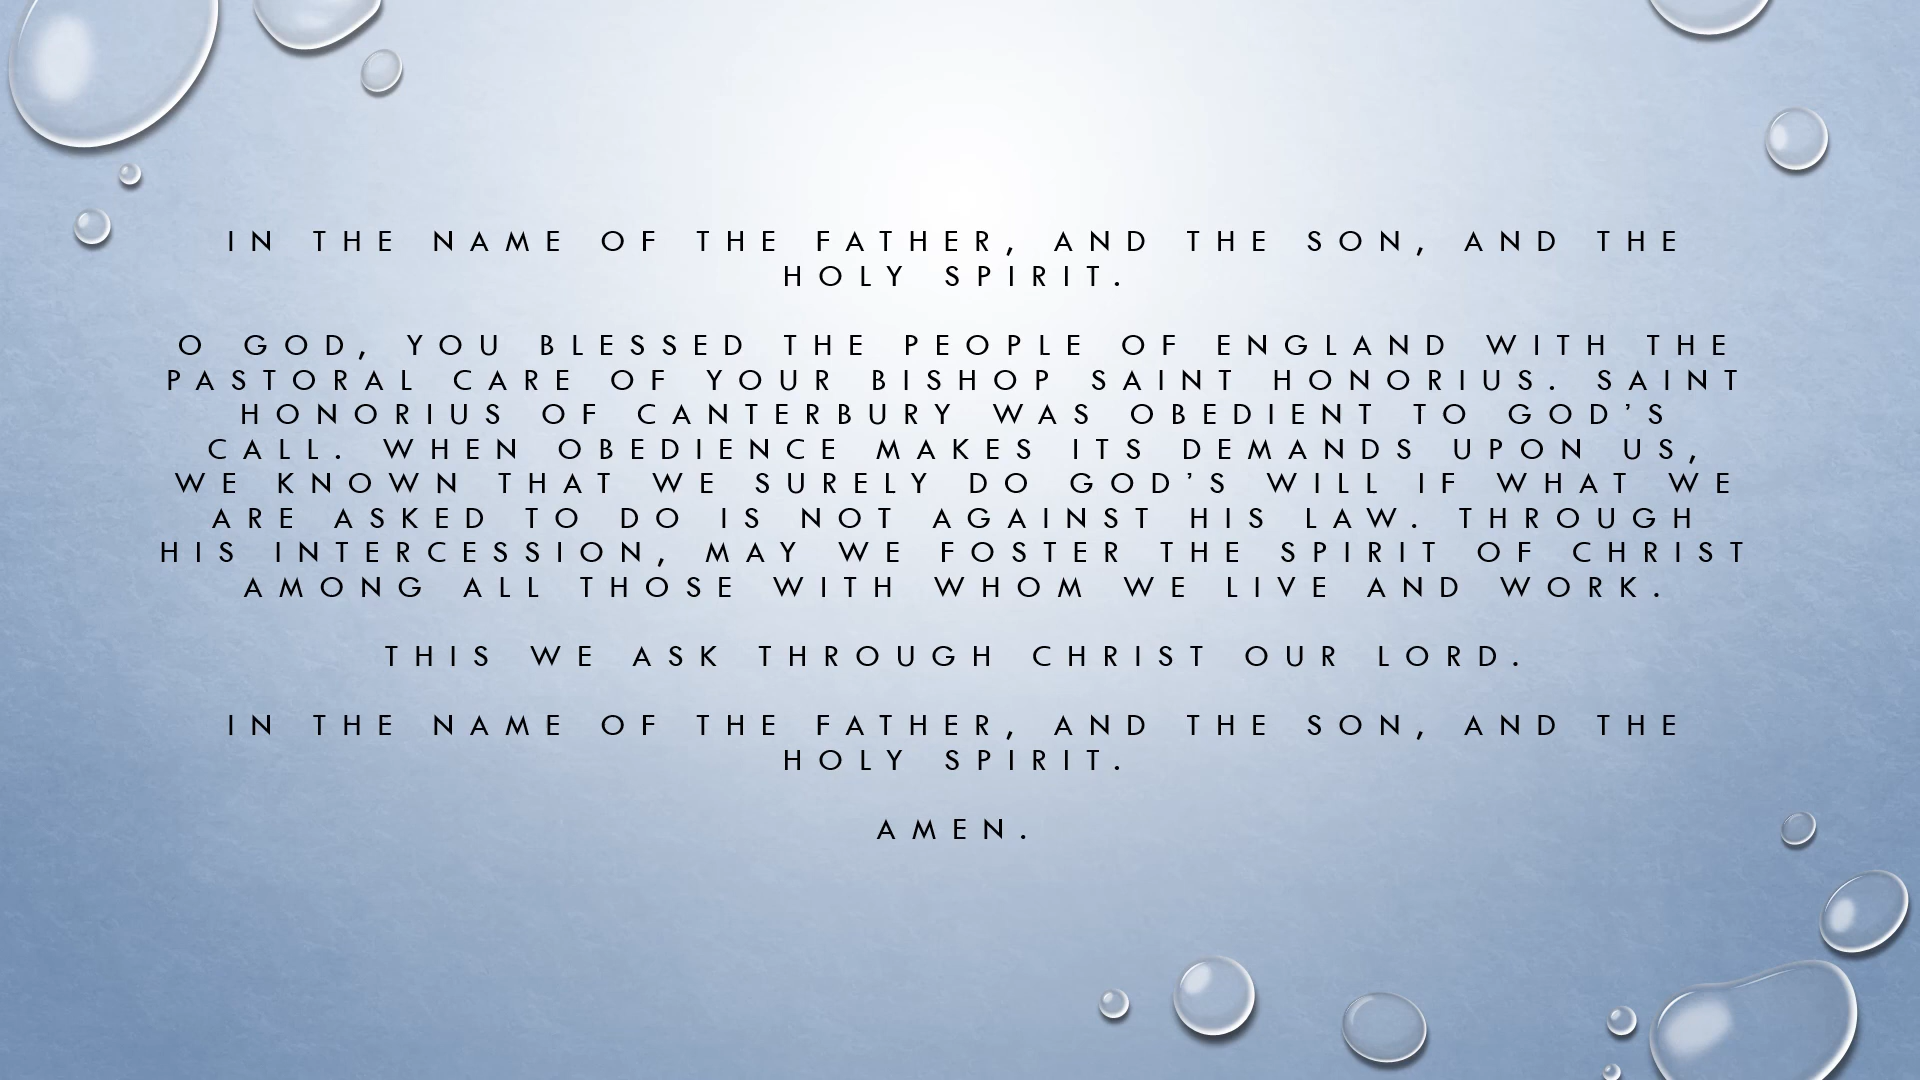 IN THE NAME OF THE FATHER, AND THE SON, AND THE
HOLY SPIRIT.
O GOD, YOU BLESSED THE PEOPLE OF ENGLAND WITH THE
PASTORAL CARE OF YOUR BISHOP SAINT HONORIUS. SAINT
HONORIUS OF CANTERBURY WAS OBEDIENT TO GOD’S
CALL. WHEN OBEDIENCE MAKES ITS DEMANDS UPON US,
WE KNOWN THAT WE SURELY DO GOD’S WILL IF WHAT WE
ARE ASKED TO DO IS NOT AGAINST HIS LAW. THROUGH
HIS INTERCESSION, MAY WE FOSTER THE SPIRIT OF CHRIST
AMONG ALL THOSE WITH WHOM WE LIVE AND WORK.
THIS WE ASK THROUGH CHRIST OUR LORD.
IN THE NAME OF THE FATHER, AND THE SON, AND THE
HOLY SPIRIT.
AMEN.